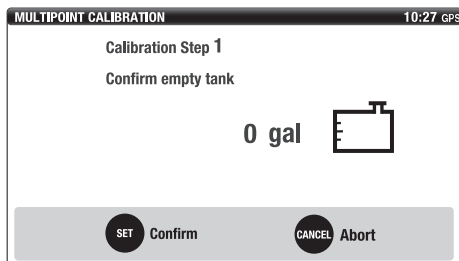 MULTIPOINT CALIBRATION 10:27 GPS
Calibration Step 1
Confirm empty tank
0 gal
SET Confirm CANCEL Abort